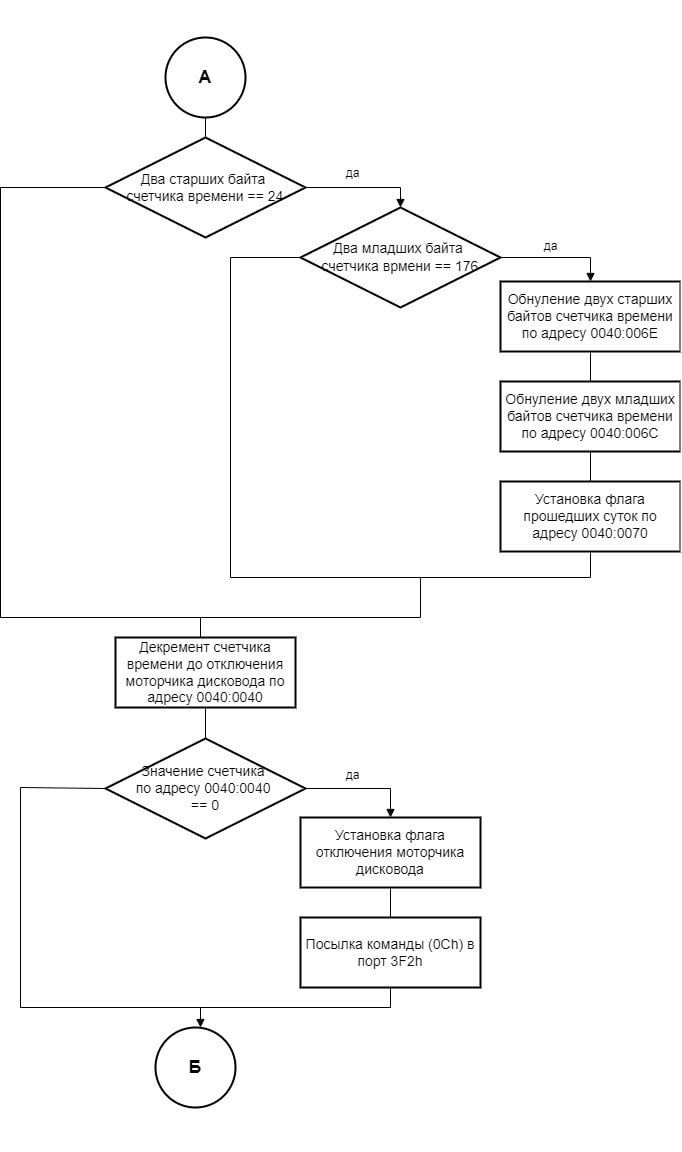 А
Два старших байта
счетчика времени == 24
да
Два младших байта
счетчика врмени == 176
да
Обнуление двух старших
байтов счетчика времени
по адресу 0040:006E
Обнуление двух младших
байтов счетчика времени
по адресу 0040:006C
Установка флага
прошедших суток по
адресу 0040:0070
Декремент счетчика
времени до отключения
моторчика дисковода по
адресу 0040:0040
Значение счетчика
по адресу 0040:0040
== 0
да
Установка флага
отключения моторчика
дисковода
Посылка команды (0Ch) в
порт 3F2h
Б